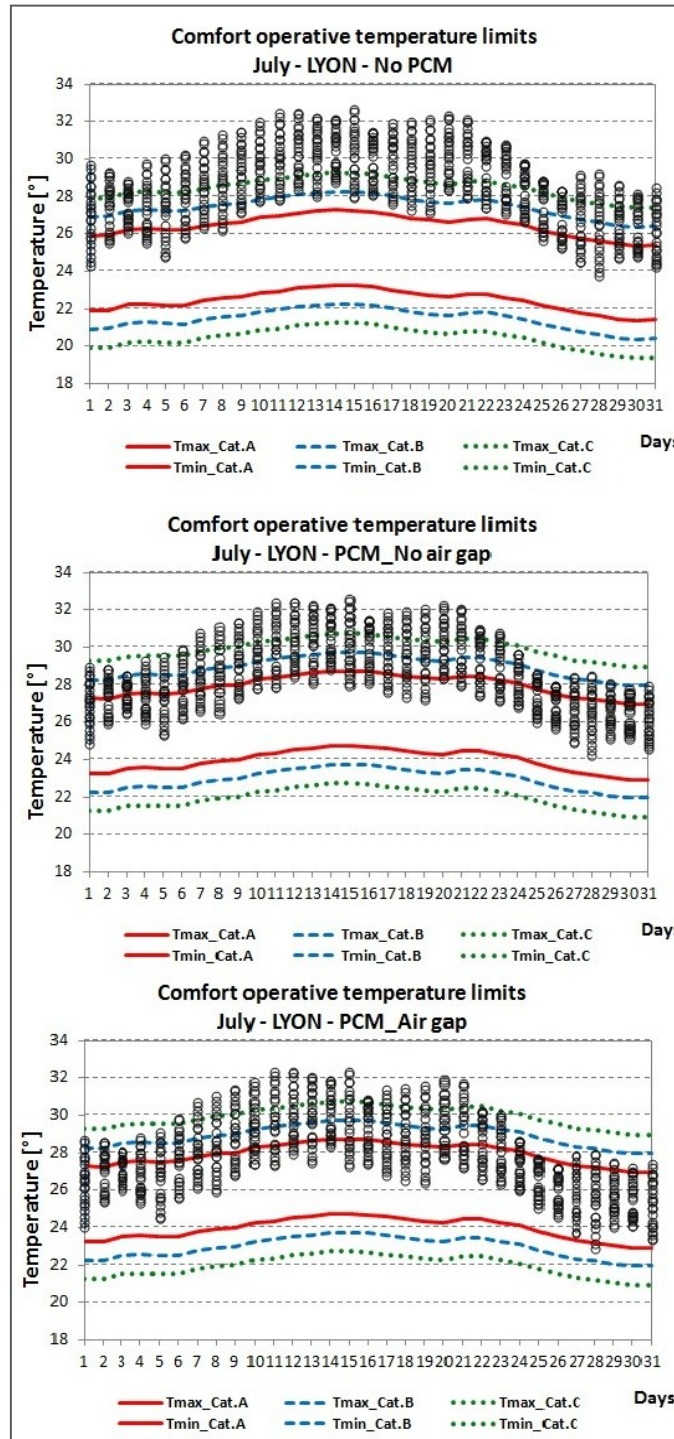 Comfort operative temperature limits
July - LYON - No PCM
Temperature [°]
34
32
30
28
26
24
22
20
18
1 2 3 4 5 6 7 8 9 10 11 12 13 14 15 16 17 18 19 20 21 22 23 24 25 26 27 28 29 30 31
Tmax_Cat.A Tmax_Cat.B Tmax_Cat.C Days
Tmin_Cat.A Tmin_Cat.B Tmin_Cat.C
Comfort operative temperature limits
July - LYON - PCM_No air gap
Temperature [°]
34
32
30
28
26
24
22
20
18
1 2 3 4 5 6 7 8 9 10 11 12 13 14 15 16 17 18 19 20 21 22 23 24 25 26 27 28 29 30 31
Tmax_Cat.A Tmax_Cat.B Tmax_Cat.C Days
Tmin_Cat.A Tmin_Cat.B Tmin_Cat.C
Comfort operative temperature limits
July - LYON - PCM_Air gap
Temperature [°]
34
32
30
28
26
24
22
20
18
1 2 3 4 5 6 7 8 9 10 11 12 13 14 15 16 17 18 19 20 21 22 23 24 25 26 27 28 29 30 31
Tmax_Cat.A Tmax_Cat.B Tmax_Cat.C Days
Tmin_Cat.A Tmin_Cat.B Tmin_Cat.C